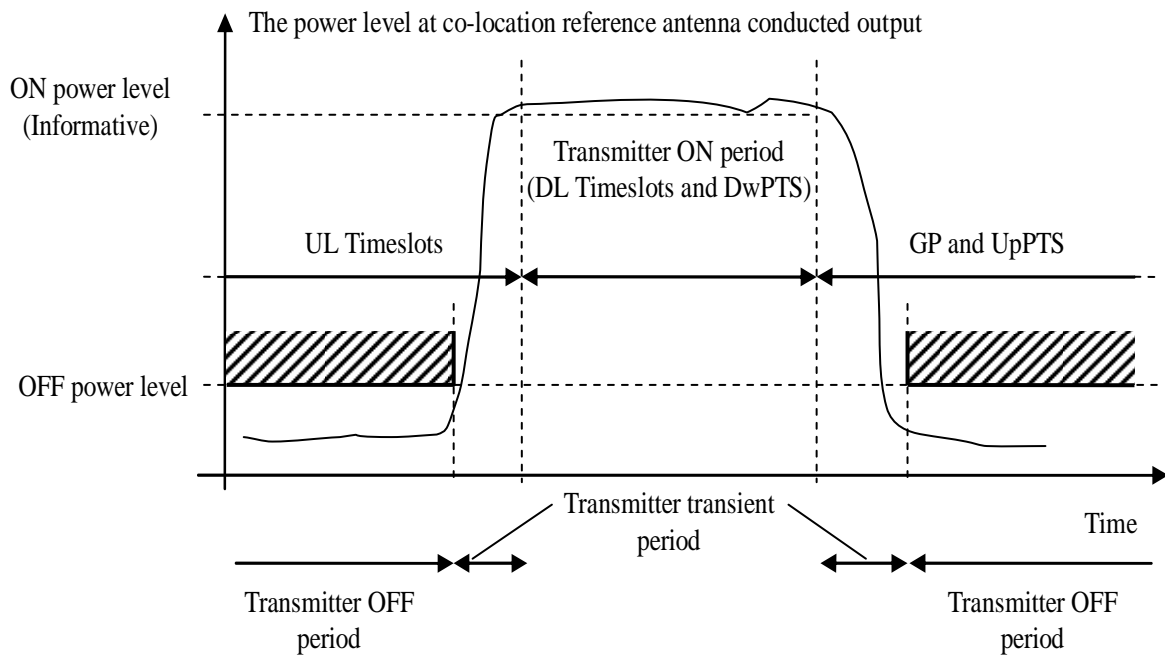 The power level at co-location reference antenna conducted output
ON power level
(Informative)
Transmitter ON period
(DL Timeslots and DwPTS)
UL Timeslots
GP and UpPTS
OFF power level
Transmitter transient
period
Time
Transmitter OFF
period
Transmitter OFF
period